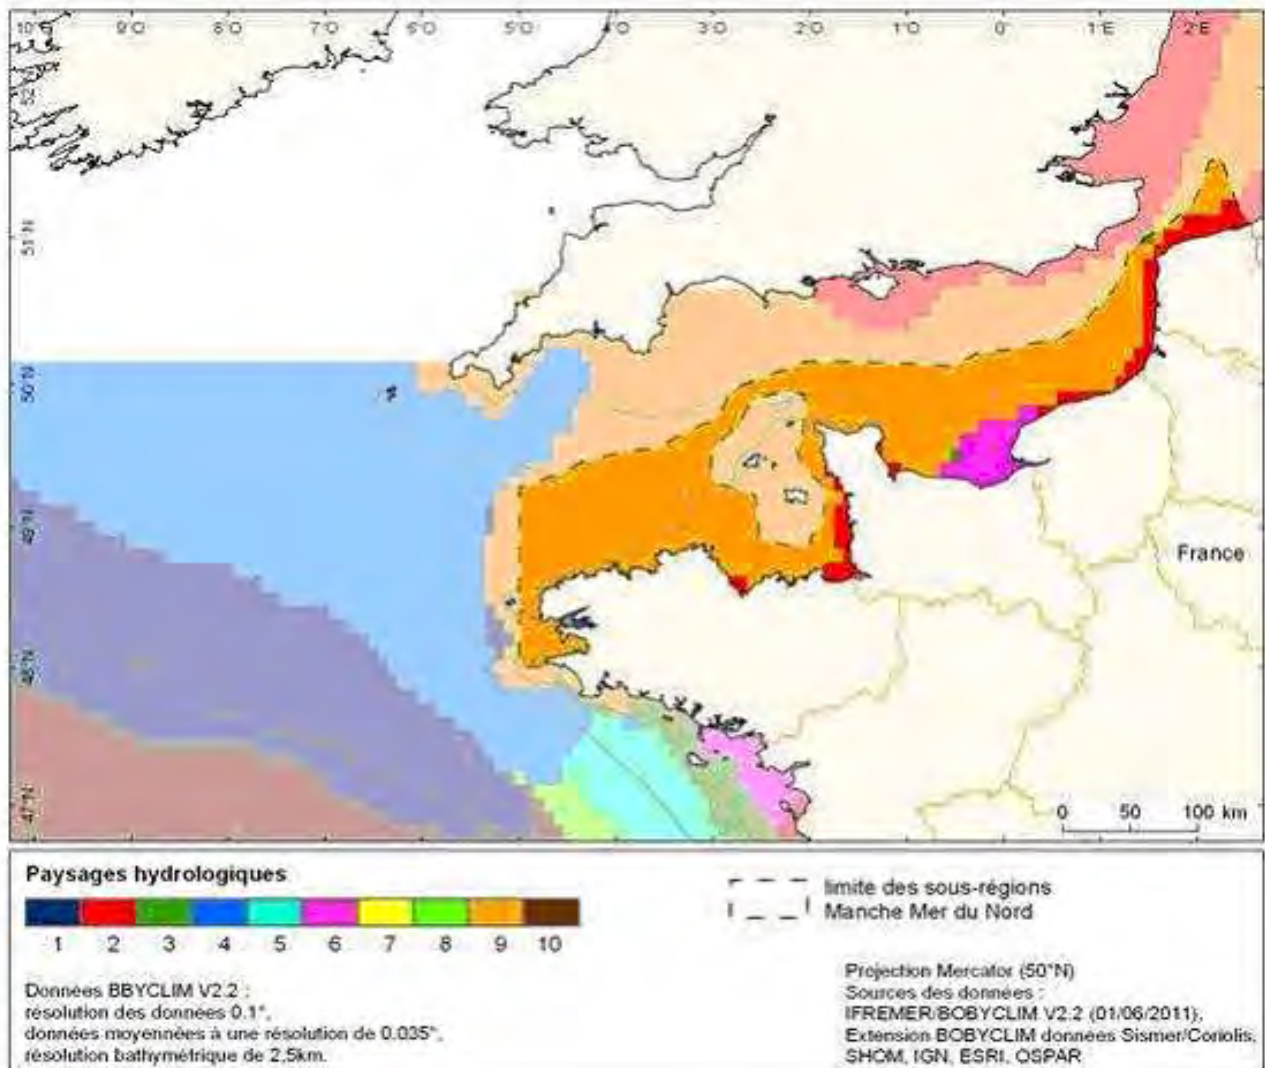 10°O 9°O 8°O 7°O 6°O 5°O 4°O 3°O 2°O 1°O 0° 1°E 2°E
52°N
51°N
50°N
49°N
48°N
47°N
France
0 50 100 km
Paysages hydrologiques
1 2 3 4 5 6 7 8 9 10
limite des sous-régions
Manche Mer du Nord
Données BBYCLIM V2.2 :
résolution des données 0.1°,
données moyennées à une résolution de 0.035°,
résolution bathymétrique de 2,5km.
Projection Mercator (50°N)
Sources des données :
IFREMER/BOBYCLIM V2.2 (01/06/2011),
Extension BOBYCLIM données Sismer/Coriolis,
SHOM, IGN, ESRI, OSPAR